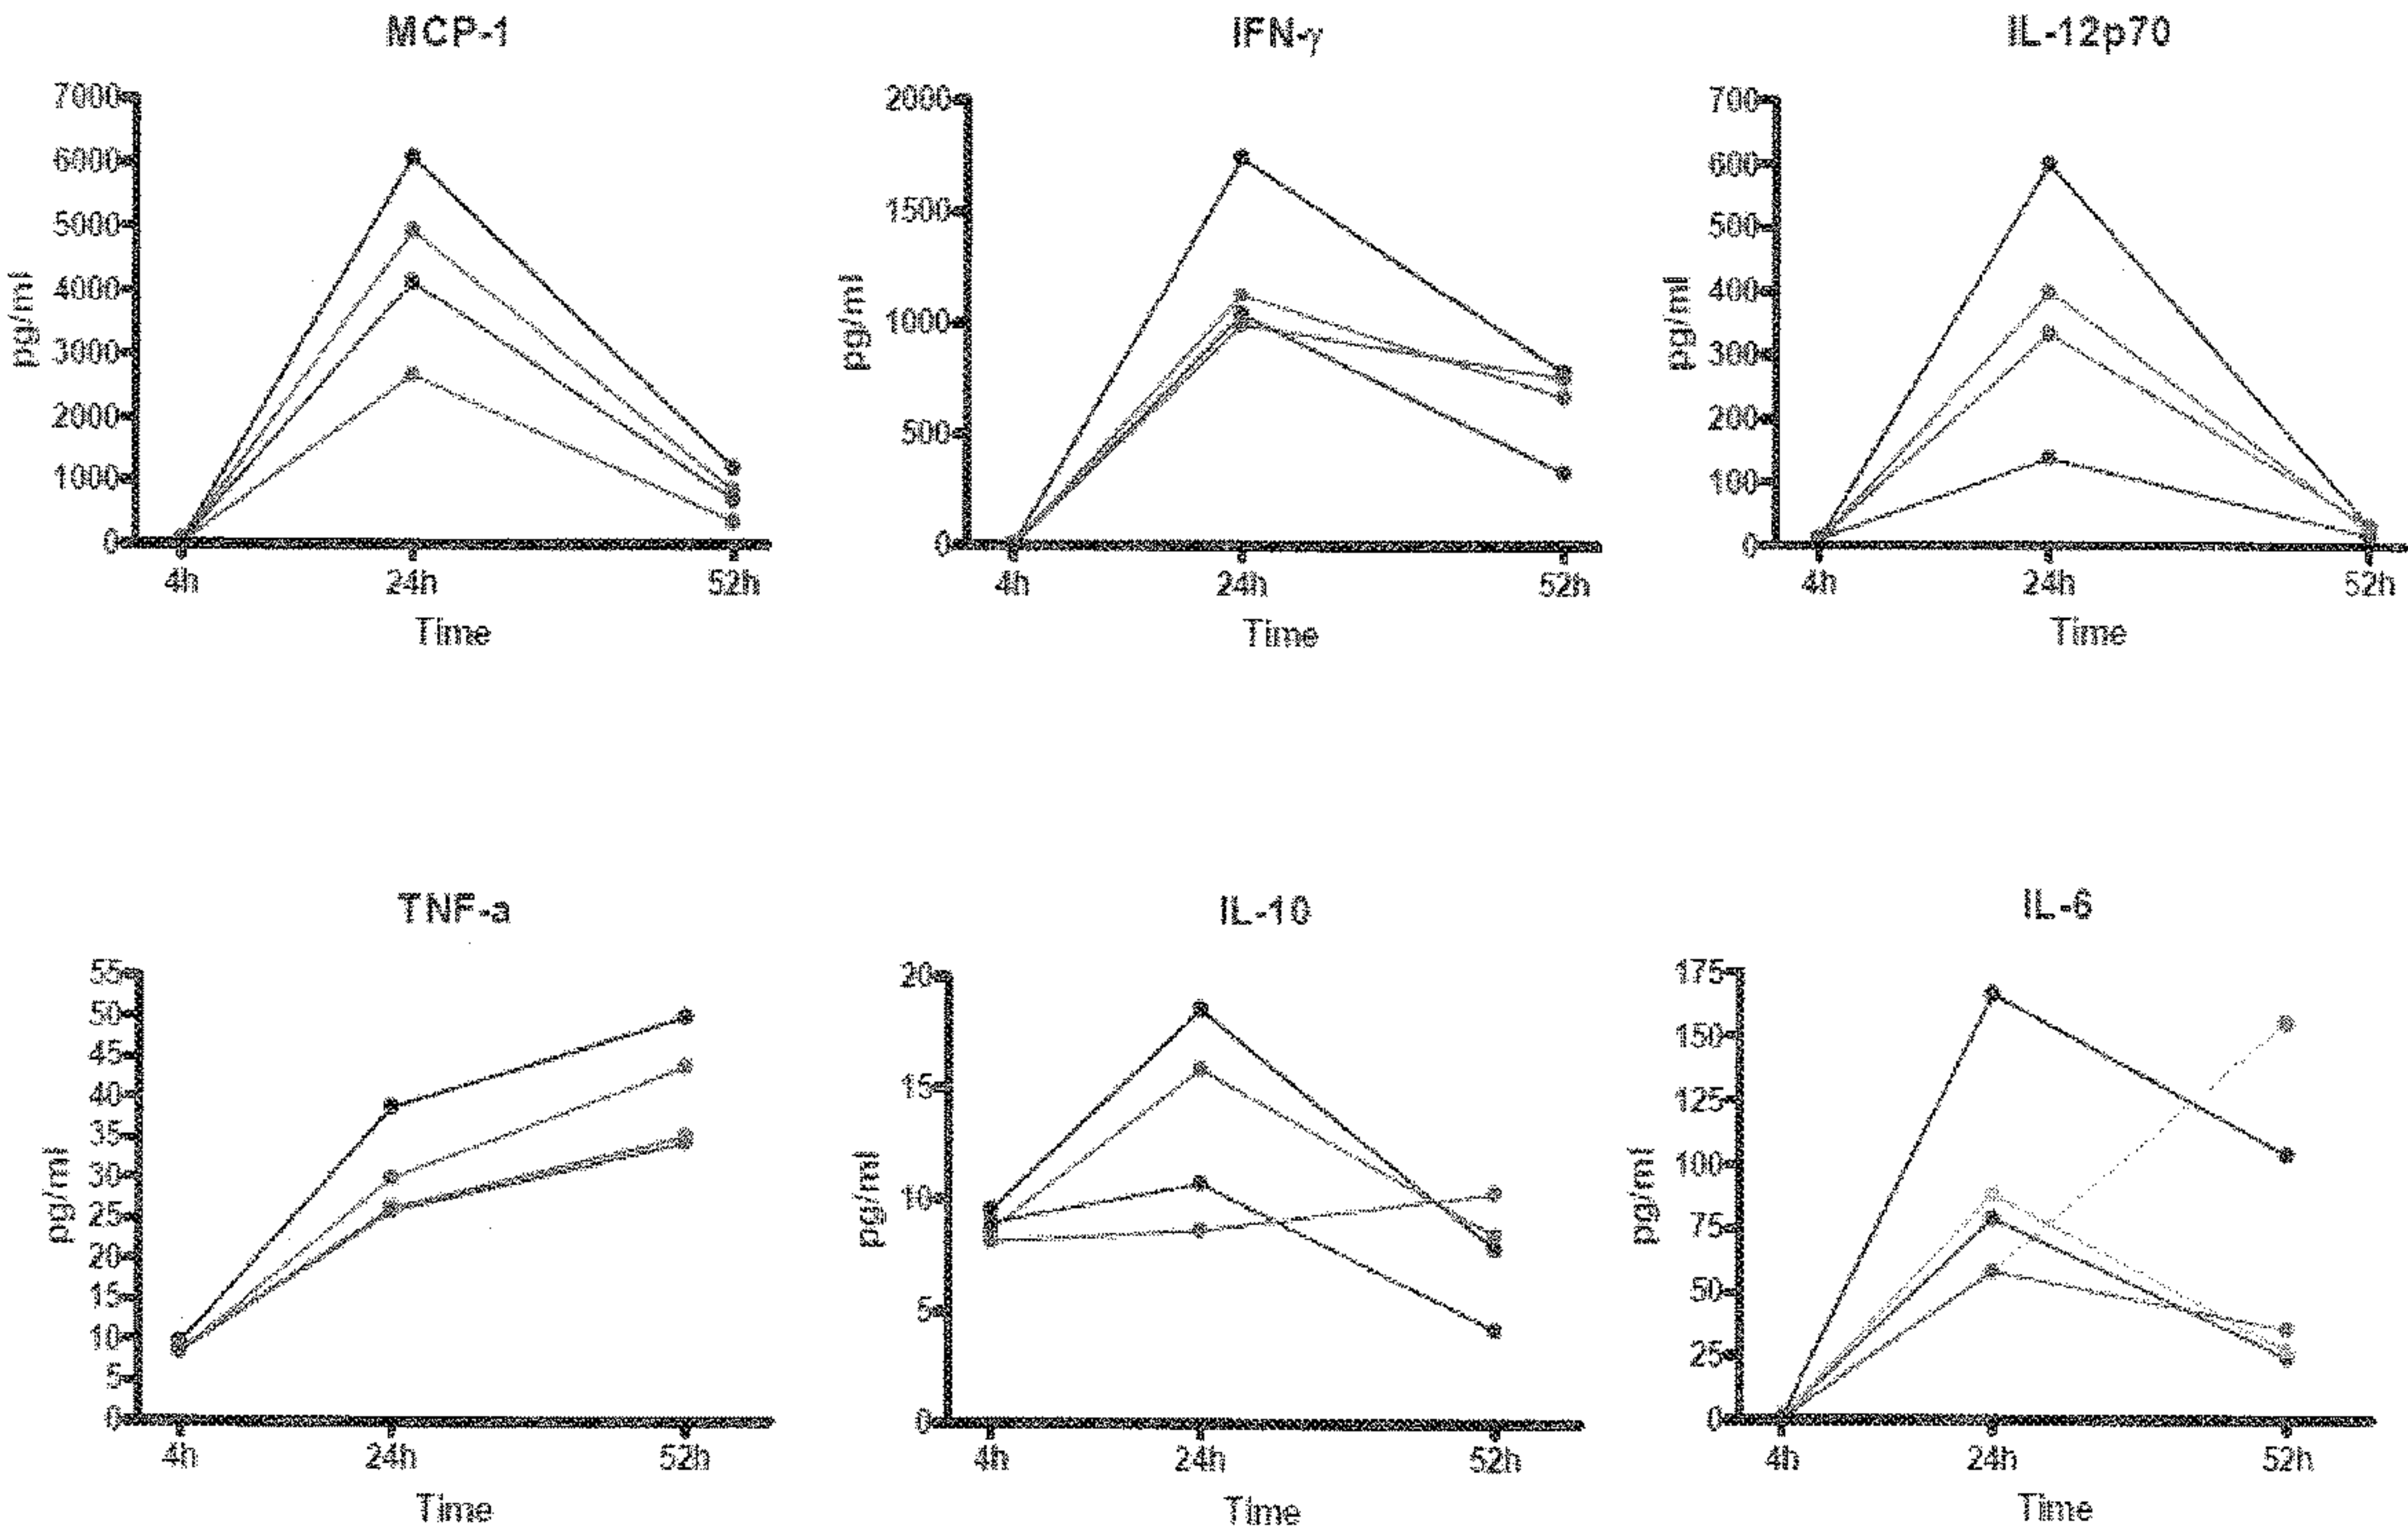 MCP-1
7000
6000
5000
4000
3000
2000
1000
0
pg/ml
4h 24h 52h
Time
IFN-γ
2000
1500
1000
500
0
pg/ml
4h 24h 52h
Time
IL-12p70
700
600
500
400
300
200
100
0
pg/ml
4h 24h 52h
Time
TNF-a
55
50
45
40
35
30
25
20
15
10
5
0
pg/ml
4h 24h 52h
Time
IL-10
20
15
10
5
0
pg/ml
4h 24h 52h
Time
IL-6
175
150
125
100
75
50
25
0
pg/ml
4h 24h 52h
Time